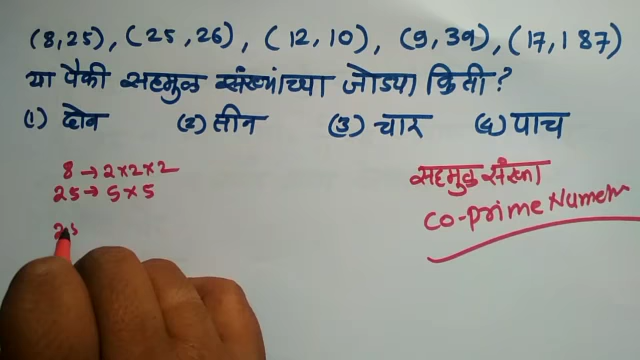 (8,25), (25,26), (12,10), (9,39), (17,187)
या पैकी सहमुळ संख्यांच्या जोड्या किती?
(1) दोन (2) तीन (3) चार (4) पाच
8 → 2×2×2
25 → 5×5
25
सहमुळ संख्या
co-prime